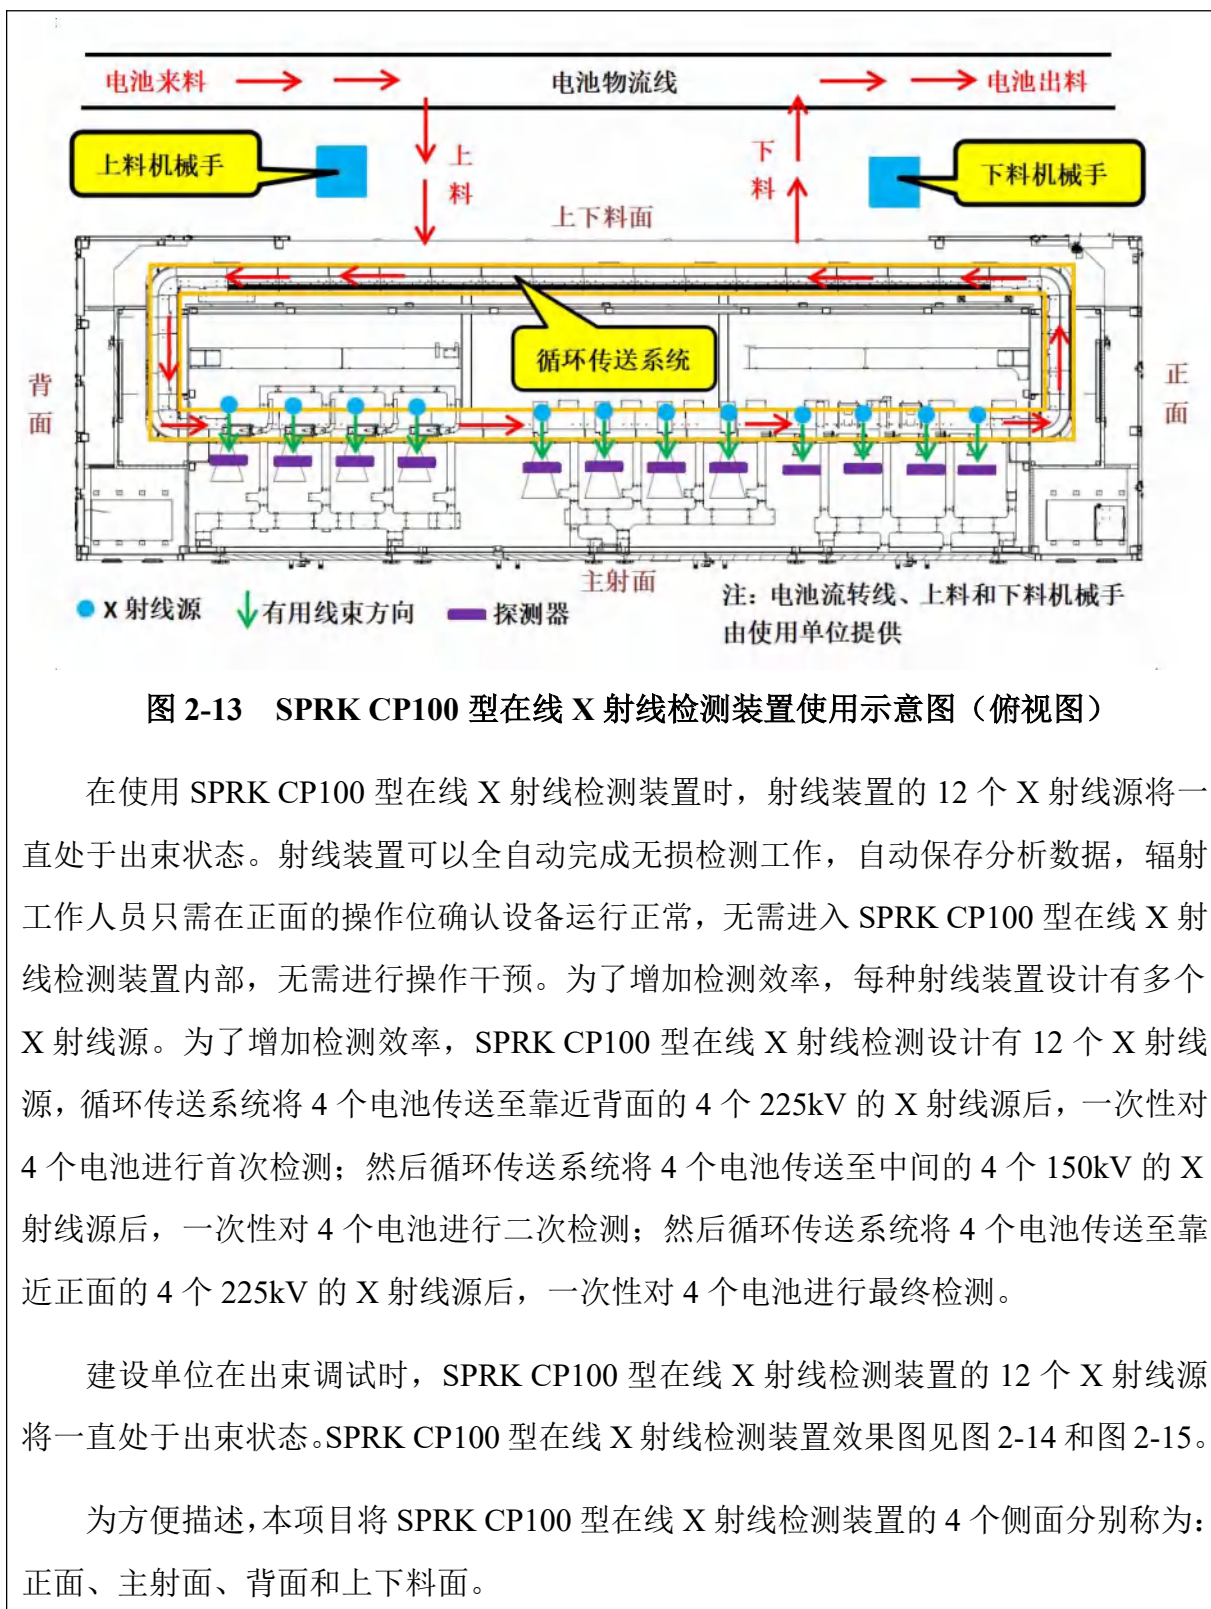 电池来料
电池物流线
电池出料
上料机械手
上料
下料
下料机械手
上下料面
循环传送系统
背面
正面
主射面
X 射线源
有用线束方向
探测器
注：电池流转线、上料和下料机械手
由使用单位提供
图 2-13 SPRK CP100 型在线 X 射线检测装置使用示意图（俯视图）
在使用 SPRK CP100 型在线 X 射线检测装置时，射线装置的 12 个 X 射线源将一
直处于出束状态。射线装置可以全自动完成无损检测工作，自动保存分析数据，辐射
工作人员只需在正面的操作位确认设备运行正常，无需进入 SPRK CP100 型在线 X 射
线检测装置内部，无需进行操作干预。为了增加检测效率，每种射线装置设计有多个
X 射线源。为了增加检测效率，SPRK CP100 型在线 X 射线检测设计有 12 个 X 射线
源，循环传送系统将 4 个电池传送至靠近背面的 4 个 225kV 的 X 射线源后，一次性对
4 个电池进行首次检测；然后循环传送系统将 4 个电池传送至中间的 4 个 150kV 的 X
射线源后，一次性对 4 个电池进行二次检测；然后循环传送系统将 4 个电池传送至靠
近正面的 4 个 225kV 的 X 射线源后，一次性对 4 个电池进行最终检测。
建设单位在出束调试时，SPRK CP100 型在线 X 射线检测装置的 12 个 X 射线源
将一直处于出束状态。SPRK CP100 型在线 X 射线检测装置效果图见图 2-14 和图 2-15。
为方便描述，本项目将 SPRK CP100 型在线 X 射线检测装置的 4 个侧面分别称为：
正面、主射面、背面和上下料面。